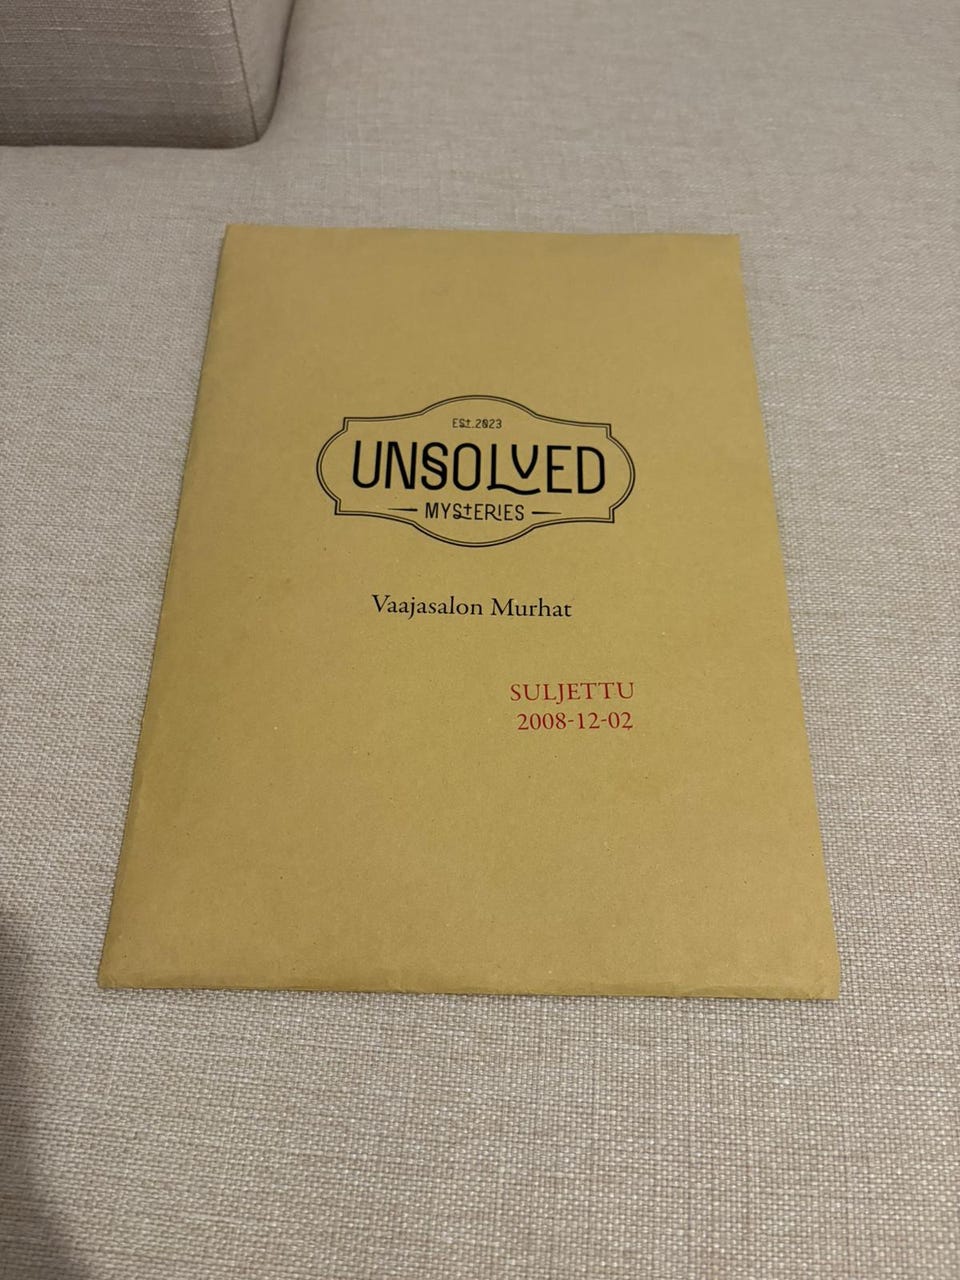 EST.2023
UNSOLVED
MYSTERIES
Vaajasalon Murhat
SULJETTU
2008-12-02